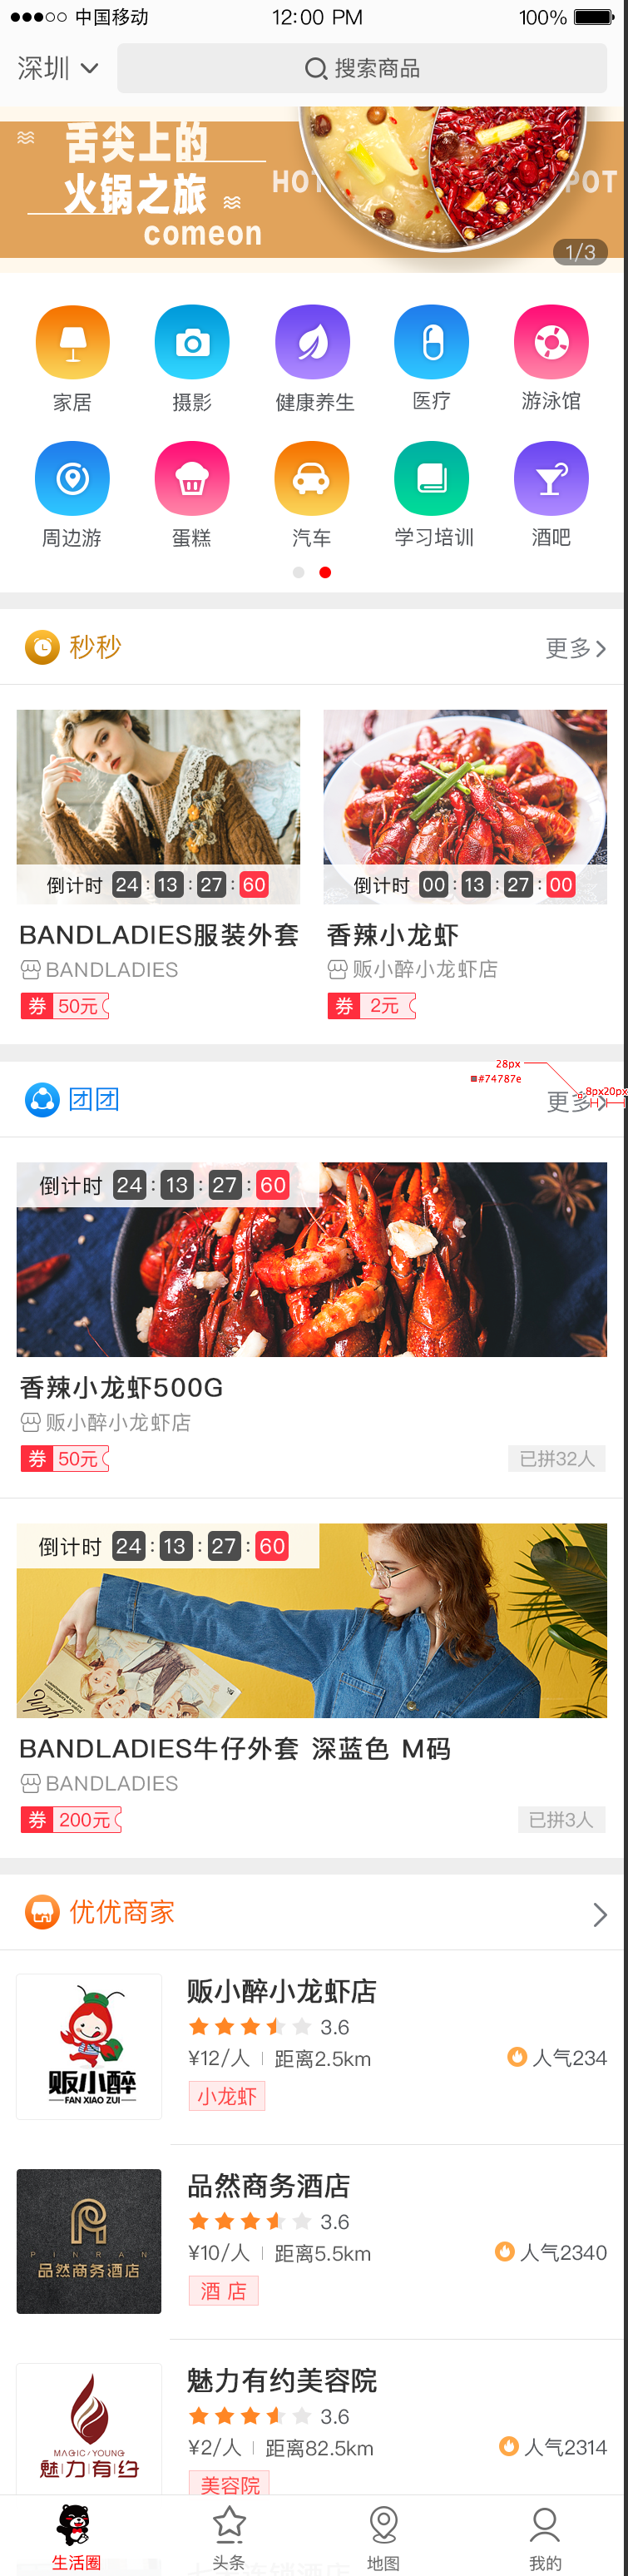 中国移动 12:00 PM 100%
深圳 搜索商品
舌尖上的
火锅之旅
HOT POT
comeon
1/3
家居 摄影 健康养生 医疗 游泳馆
周边游 蛋糕 汽车 学习培训 酒吧
秒秒 更多
倒计时 24 : 13 : 27 : 60
倒计时 00 : 13 : 27 : 00
BANDLADIES服装外套 香辣小龙虾
BANDLADIES 贩小醉小龙虾店
券 50元 券 2元
28px
#74787e
8px20px
团团 更多
倒计时 24 : 13 : 27 : 60
香辣小龙虾500G
贩小醉小龙虾店
券 50元 已拼32人
倒计时 24 : 13 : 27 : 60
BANDLADIES牛仔外套 深蓝色 M码
BANDLADIES
券 200元 已拼3人
优优商家
贩小醉
FAN XIAO ZUI
贩小醉小龙虾店
3.6
¥12/人 距离2.5km 人气234
小龙虾
PINRAN
品然商务酒店
品然商务酒店
3.6
¥10/人 距离5.5km 人气2340
酒 店
MAGIC YOUNG
魅力有约
魅力有约美容院
3.6
¥2/人 距离82.5km 人气2314
美容院
生活圈 头条 地图 我的